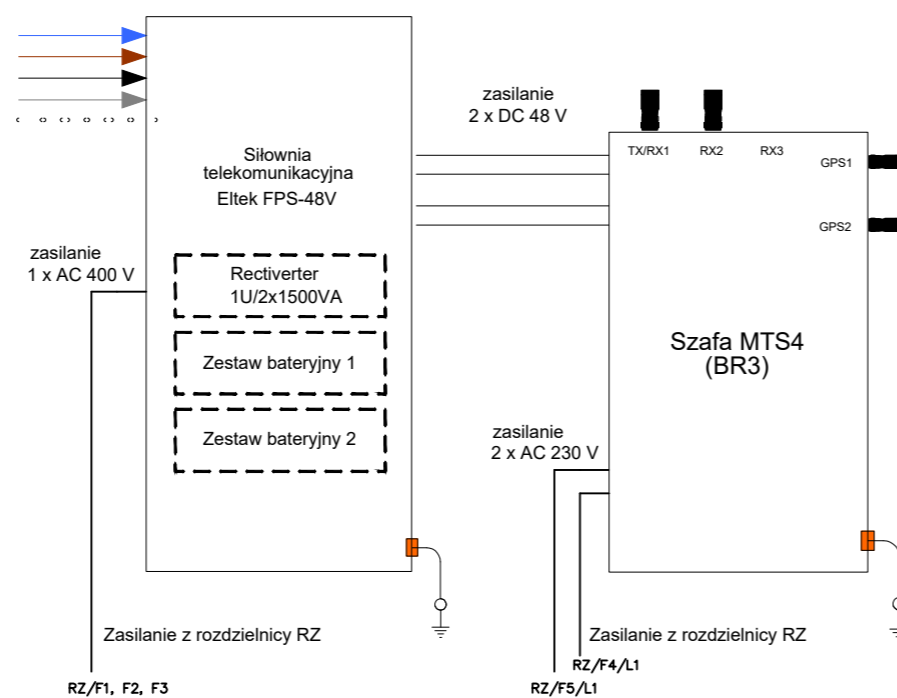 Siłownia
telekomunikacyjna
Eltek FPS-48V
zasilanie
1 x AC 400 V
Rectiverter
1U/2x1500VA
Zestaw bateryjny 1
Zestaw bateryjny 2
Zasilanie z rozdzielnicy RZ
RZ/F1, F2, F3
zasilanie
2 x DC 48 V
TX/RX1
RX2
RX3
GPS1
GPS2
Szafa MTS4
(BR3)
zasilanie
2 x AC 230 V
Zasilanie z rozdzielnicy RZ
RZ/F4/L1
RZ/F5/L1